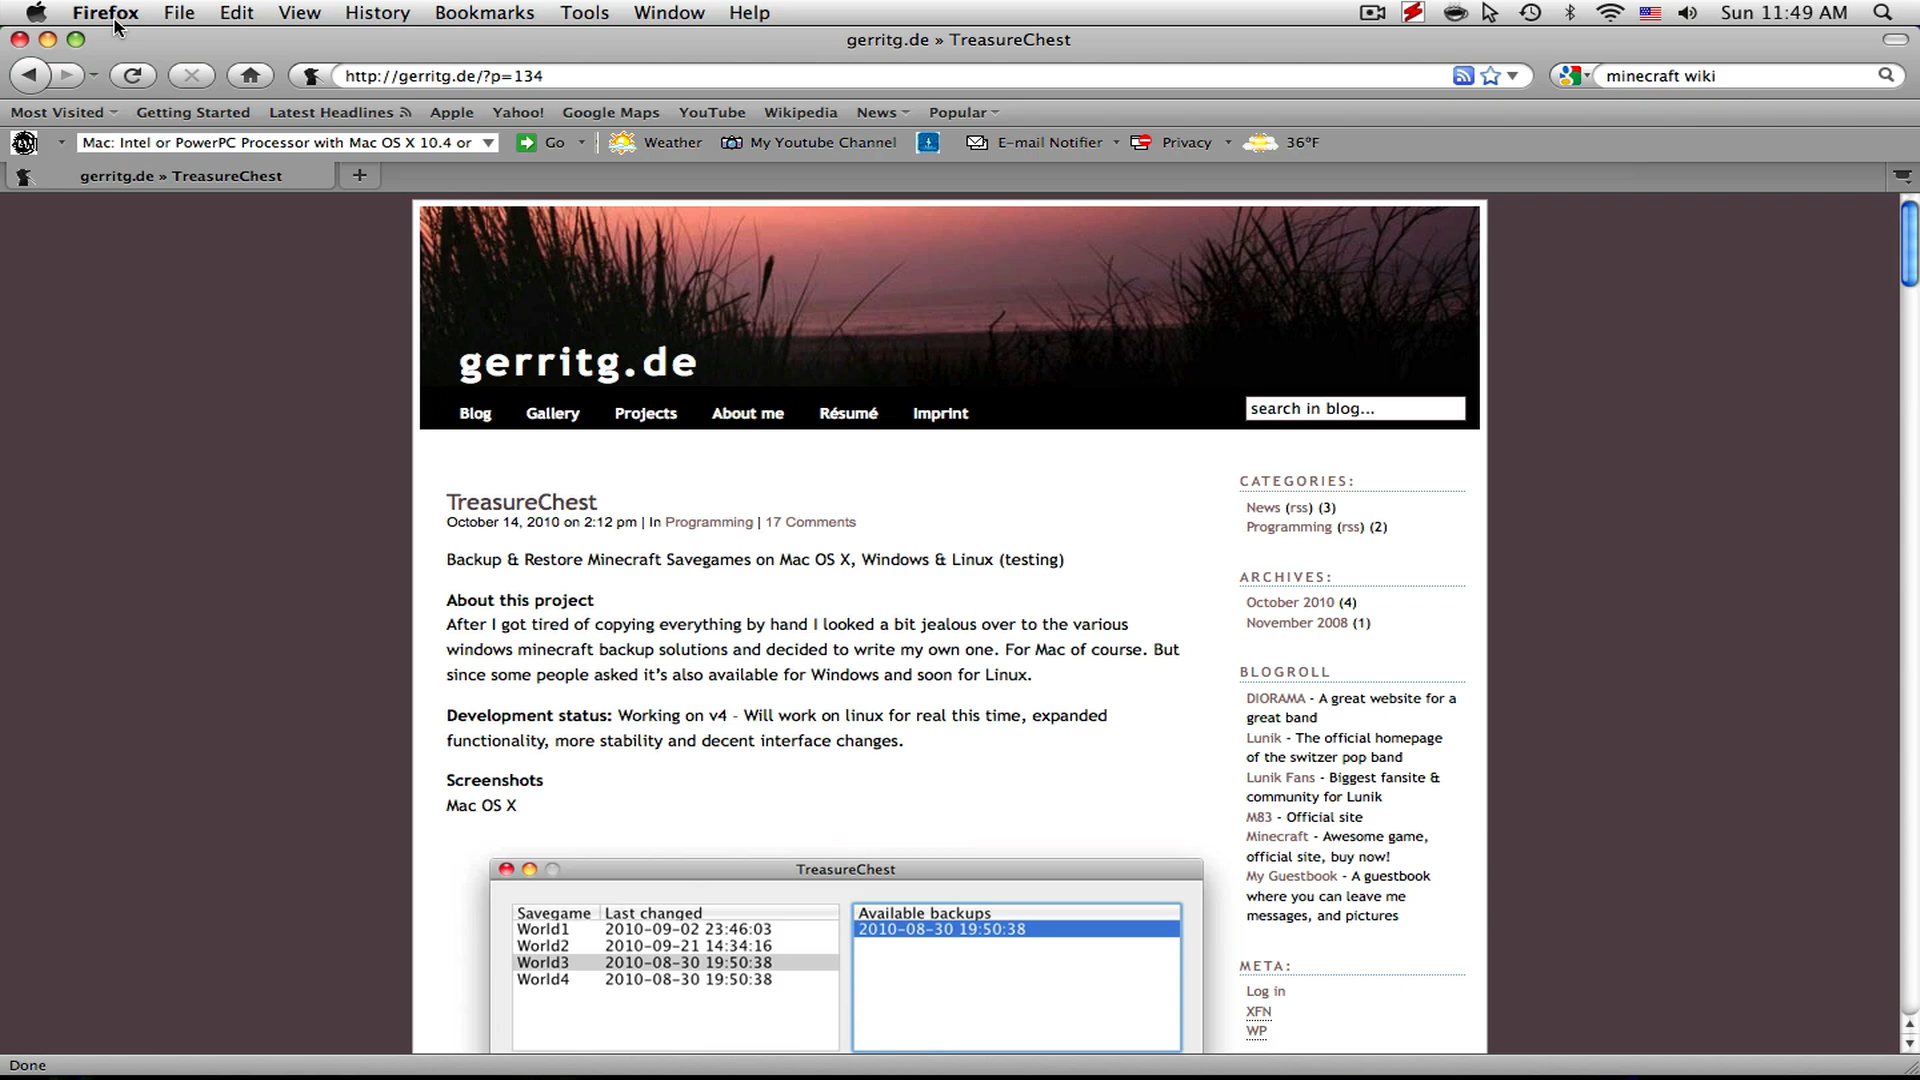 Firefox File Edit View History Bookmarks Tools Window Help Sun 11:49 AM
gerritg.de » TreasureChest
http://gerritg.de/?p=134 minecraft wiki
Most Visited Getting Started Latest Headlines Apple Yahoo! Google Maps YouTube Wikipedia News Popular
Mac: Intel or PowerPC Processor with Mac OS X 10.4 or Go Weather My Youtube Channel E-mail Notifier Privacy 36°F
gerritg.de » TreasureChest
gerritg.de
Blog Gallery Projects About me Résumé Imprint search in blog...
TreasureChest
October 14, 2010 on 2:12 pm | In Programming | 17 Comments
Backup & Restore Minecraft Savegames on Mac OS X, Windows & Linux (testing)
About this project
After I got tired of copying everything by hand I looked a bit jealous over to the various
windows minecraft backup solutions and decided to write my own one. For Mac of course. But
since some people asked it's also available for Windows and soon for Linux.
Development status: Working on v4 - Will work on linux for real this time, expanded
functionality, more stability and decent interface changes.
Screenshots
Mac OS X
TreasureChest
Savegame Last changed
World1 2010-09-02 23:46:03
World2 2010-09-21 14:34:16
World3 2010-08-30 19:50:38
World4 2010-08-30 19:50:38
Available backups
2010-08-30 19:50:38
CATEGORIES:
News (rss) (3)
Programming (rss) (2)
ARCHIVES:
October 2010 (4)
November 2008 (1)
BLOGROLL
DIORAMA - A great website for a
great band
Lunik - The official homepage
of the switzer pop band
Lunik Fans - Biggest fansite &
community for Lunik
M83 - Official site
Minecraft - Awesome game,
official site, buy now!
My Guestbook - A guestbook
where you can leave me
messages, and pictures
META:
Log in
XFN
WP
Done